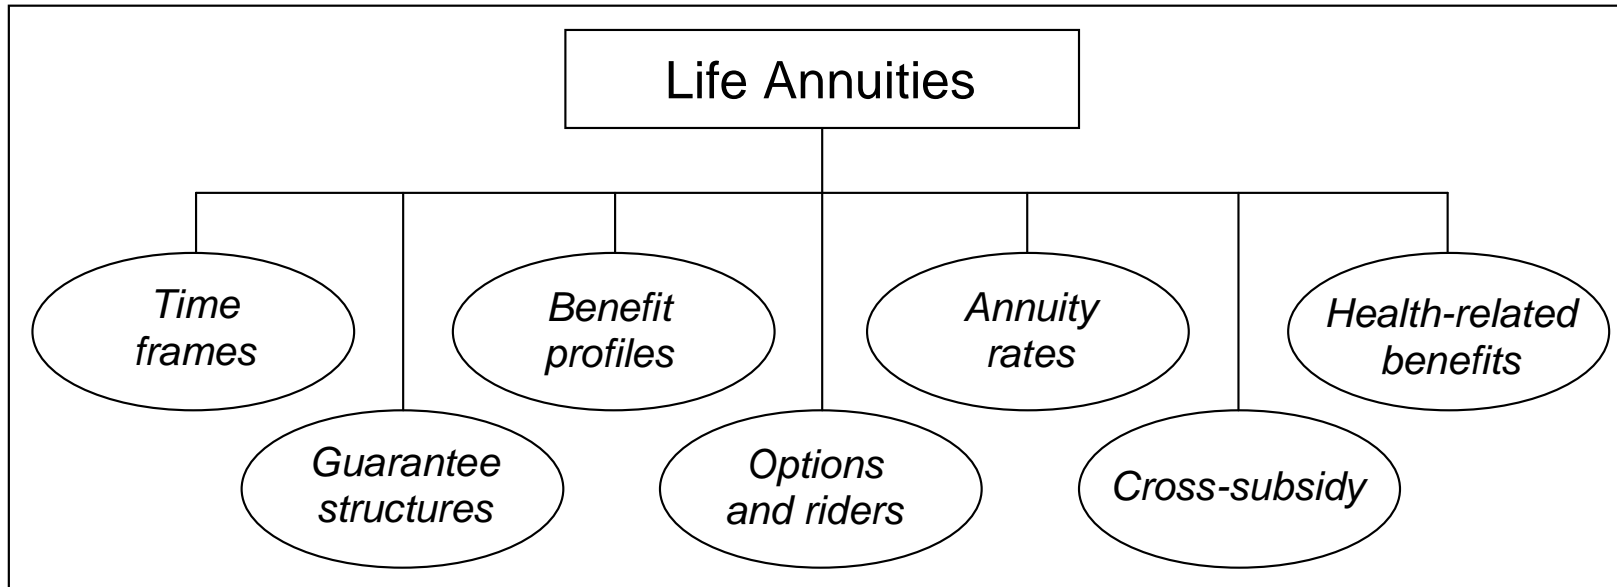 Life Annuities
Time
frames
Benefit
profiles
Annuity
rates
Health-related
benefits
Guarantee
structures
Options
and riders
Cross-subsidy